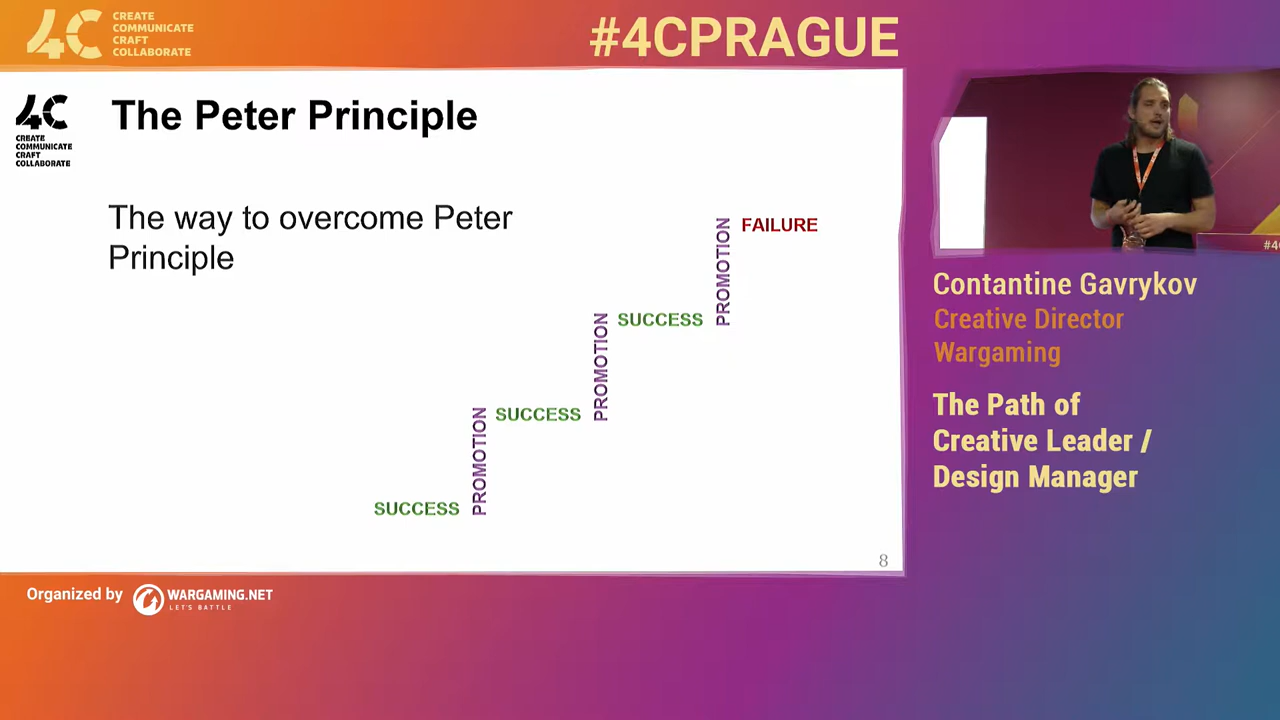 4C
CREATE
COMMUNICATE
CRAFT
COLLABORATE
#4CPRAGUE
4C
CREATE
COMMUNICATE
CRAFT
COLLABORATE
The Peter Principle
The way to overcome Peter
Principle
FAILURE
PROMOTION
SUCCESS
PROMOTION
SUCCESS
PROMOTION
SUCCESS
8
#4
Contantine Gavrykov
Creative Director
Wargaming
The Path of
Creative Leader /
Design Manager
Organized by
WARGAMING.NET
LET'S BATTLE